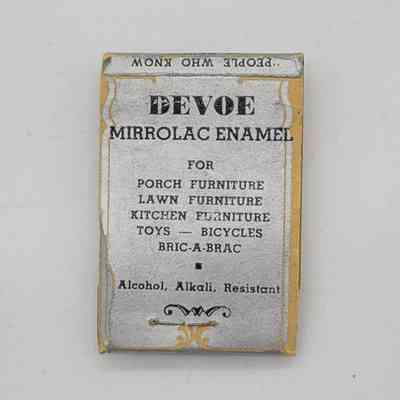 "PEOPLE WHO KNOW
DEVOE
MIRROLAC ENAMEL
FOR
PORCH FURNITURE
LAWN FURNITURE
KITCHEN FURNITURE
TOYS — BICYCLES
BRIC-A-BRAC
Alcohol, Alkali, Resistant